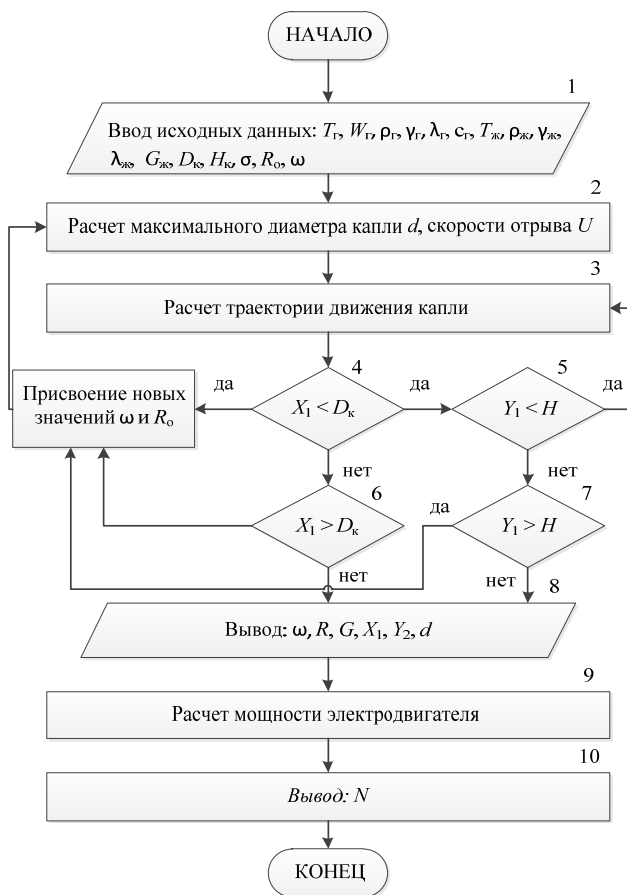 НАЧАЛО
1
Ввод исходных данных: Tг, Wг, ρг, γг, λг, cг, Tж, ρж, γж,
λж, Gж, Dк, Hк, σ, Rо, ω
2
Расчет максимального диаметра капли d, скорости отрыва U
3
Расчет траектории движения капли
4
5
Присвоение новых
значений ω и Rо
да
X1 < Dк
да
Y1 < H
да
нет
нет
6
7
X1 > Dк
да
Y1 > H
нет
нет
8
Вывод: ω, R, G, X1, Y2, d
9
Расчет мощности электродвигателя
10
Вывод: N
КОНЕЦ